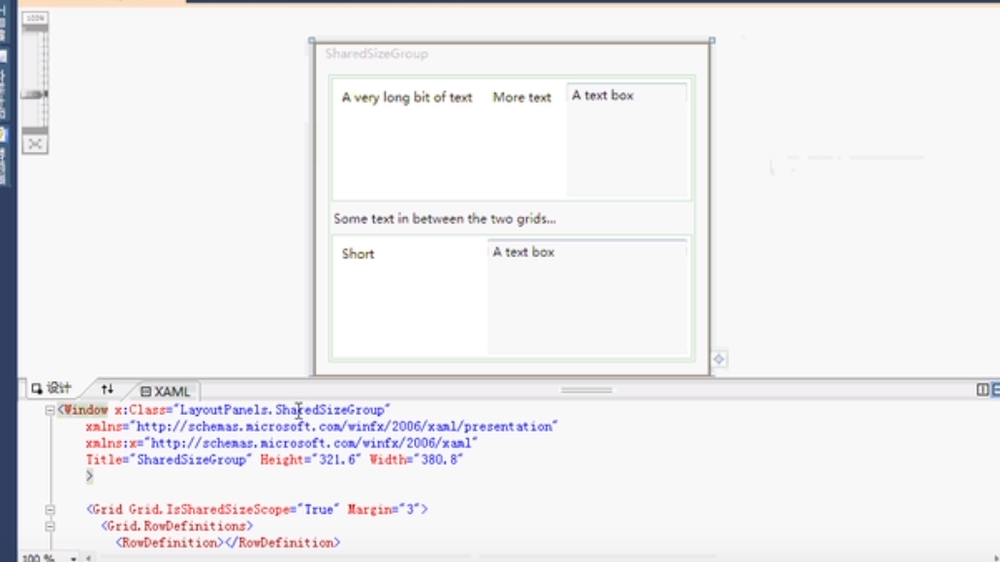 100%
SharedSizeGroup
A very long bit of text More text A text box
Some text in between the two grids...
Short A text box
设计 XAML
<Window x:Class="LayoutPanels.SharedSizeGroup"
xmlns="http://schemas.microsoft.com/winfx/2006/xaml/presentation"
xmlns:x="http://schemas.microsoft.com/winfx/2006/xaml"
Title="SharedSizeGroup" Height="321.6" Width="380.8"
>
<Grid Grid.IsSharedSizeScope="True" Margin="3">
<Grid.RowDefinitions>
<RowDefinition></RowDefinition>
100 %